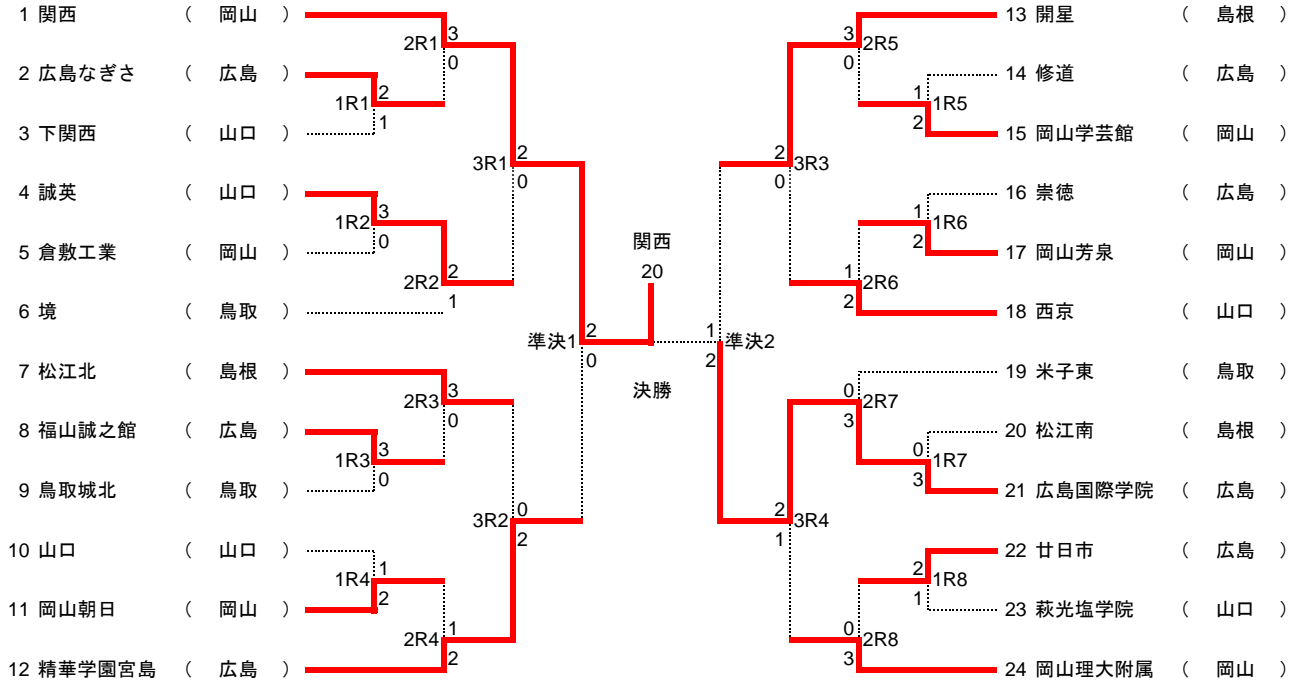 1 関西 ( 岡山 )
2 広島なぎさ ( 広島 )
3 下関西 ( 山口 )
4 誠英 ( 山口 )
5 倉敷工業 ( 岡山 )
6 境 ( 鳥取 )
7 松江北 ( 島根 )
8 福山誠之館 ( 広島 )
9 鳥取城北 ( 鳥取 )
10 山口 ( 山口 )
11 岡山朝日 ( 岡山 )
12 精華学園宮島 ( 広島 )
1R1 2 1
1R2 3 0
1R3 3 0
1R4 1 2
2R1 3 0
2R2 2 1
2R3 3 0
2R4 1 2
3R1 2 0
3R2 0 2
準決1 2 0
関西
20
決勝
準決2 1 2
3R3 2 0
3R4 2 1
2R5 3 0
2R6 1 2
2R7 0 3
2R8 0 3
1R5 1 2
1R6 1 2
1R7 0 3
1R8 2 1
13 開星 ( 島根 )
14 修道 ( 広島 )
15 岡山学芸館 ( 岡山 )
16 崇徳 ( 広島 )
17 岡山芳泉 ( 岡山 )
18 西京 ( 山口 )
19 米子東 ( 鳥取 )
20 松江南 ( 島根 )
21 広島国際学院 ( 広島 )
22 廿日市 ( 広島 )
23 萩光塩学院 ( 山口 )
24 岡山理大附属 ( 岡山 )